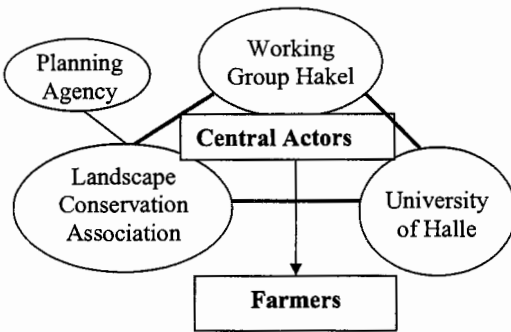 Working
Group Hakel
Planning
Agency
Central Actors
Landscape
Conservation
Association
University
of Halle
Farmers